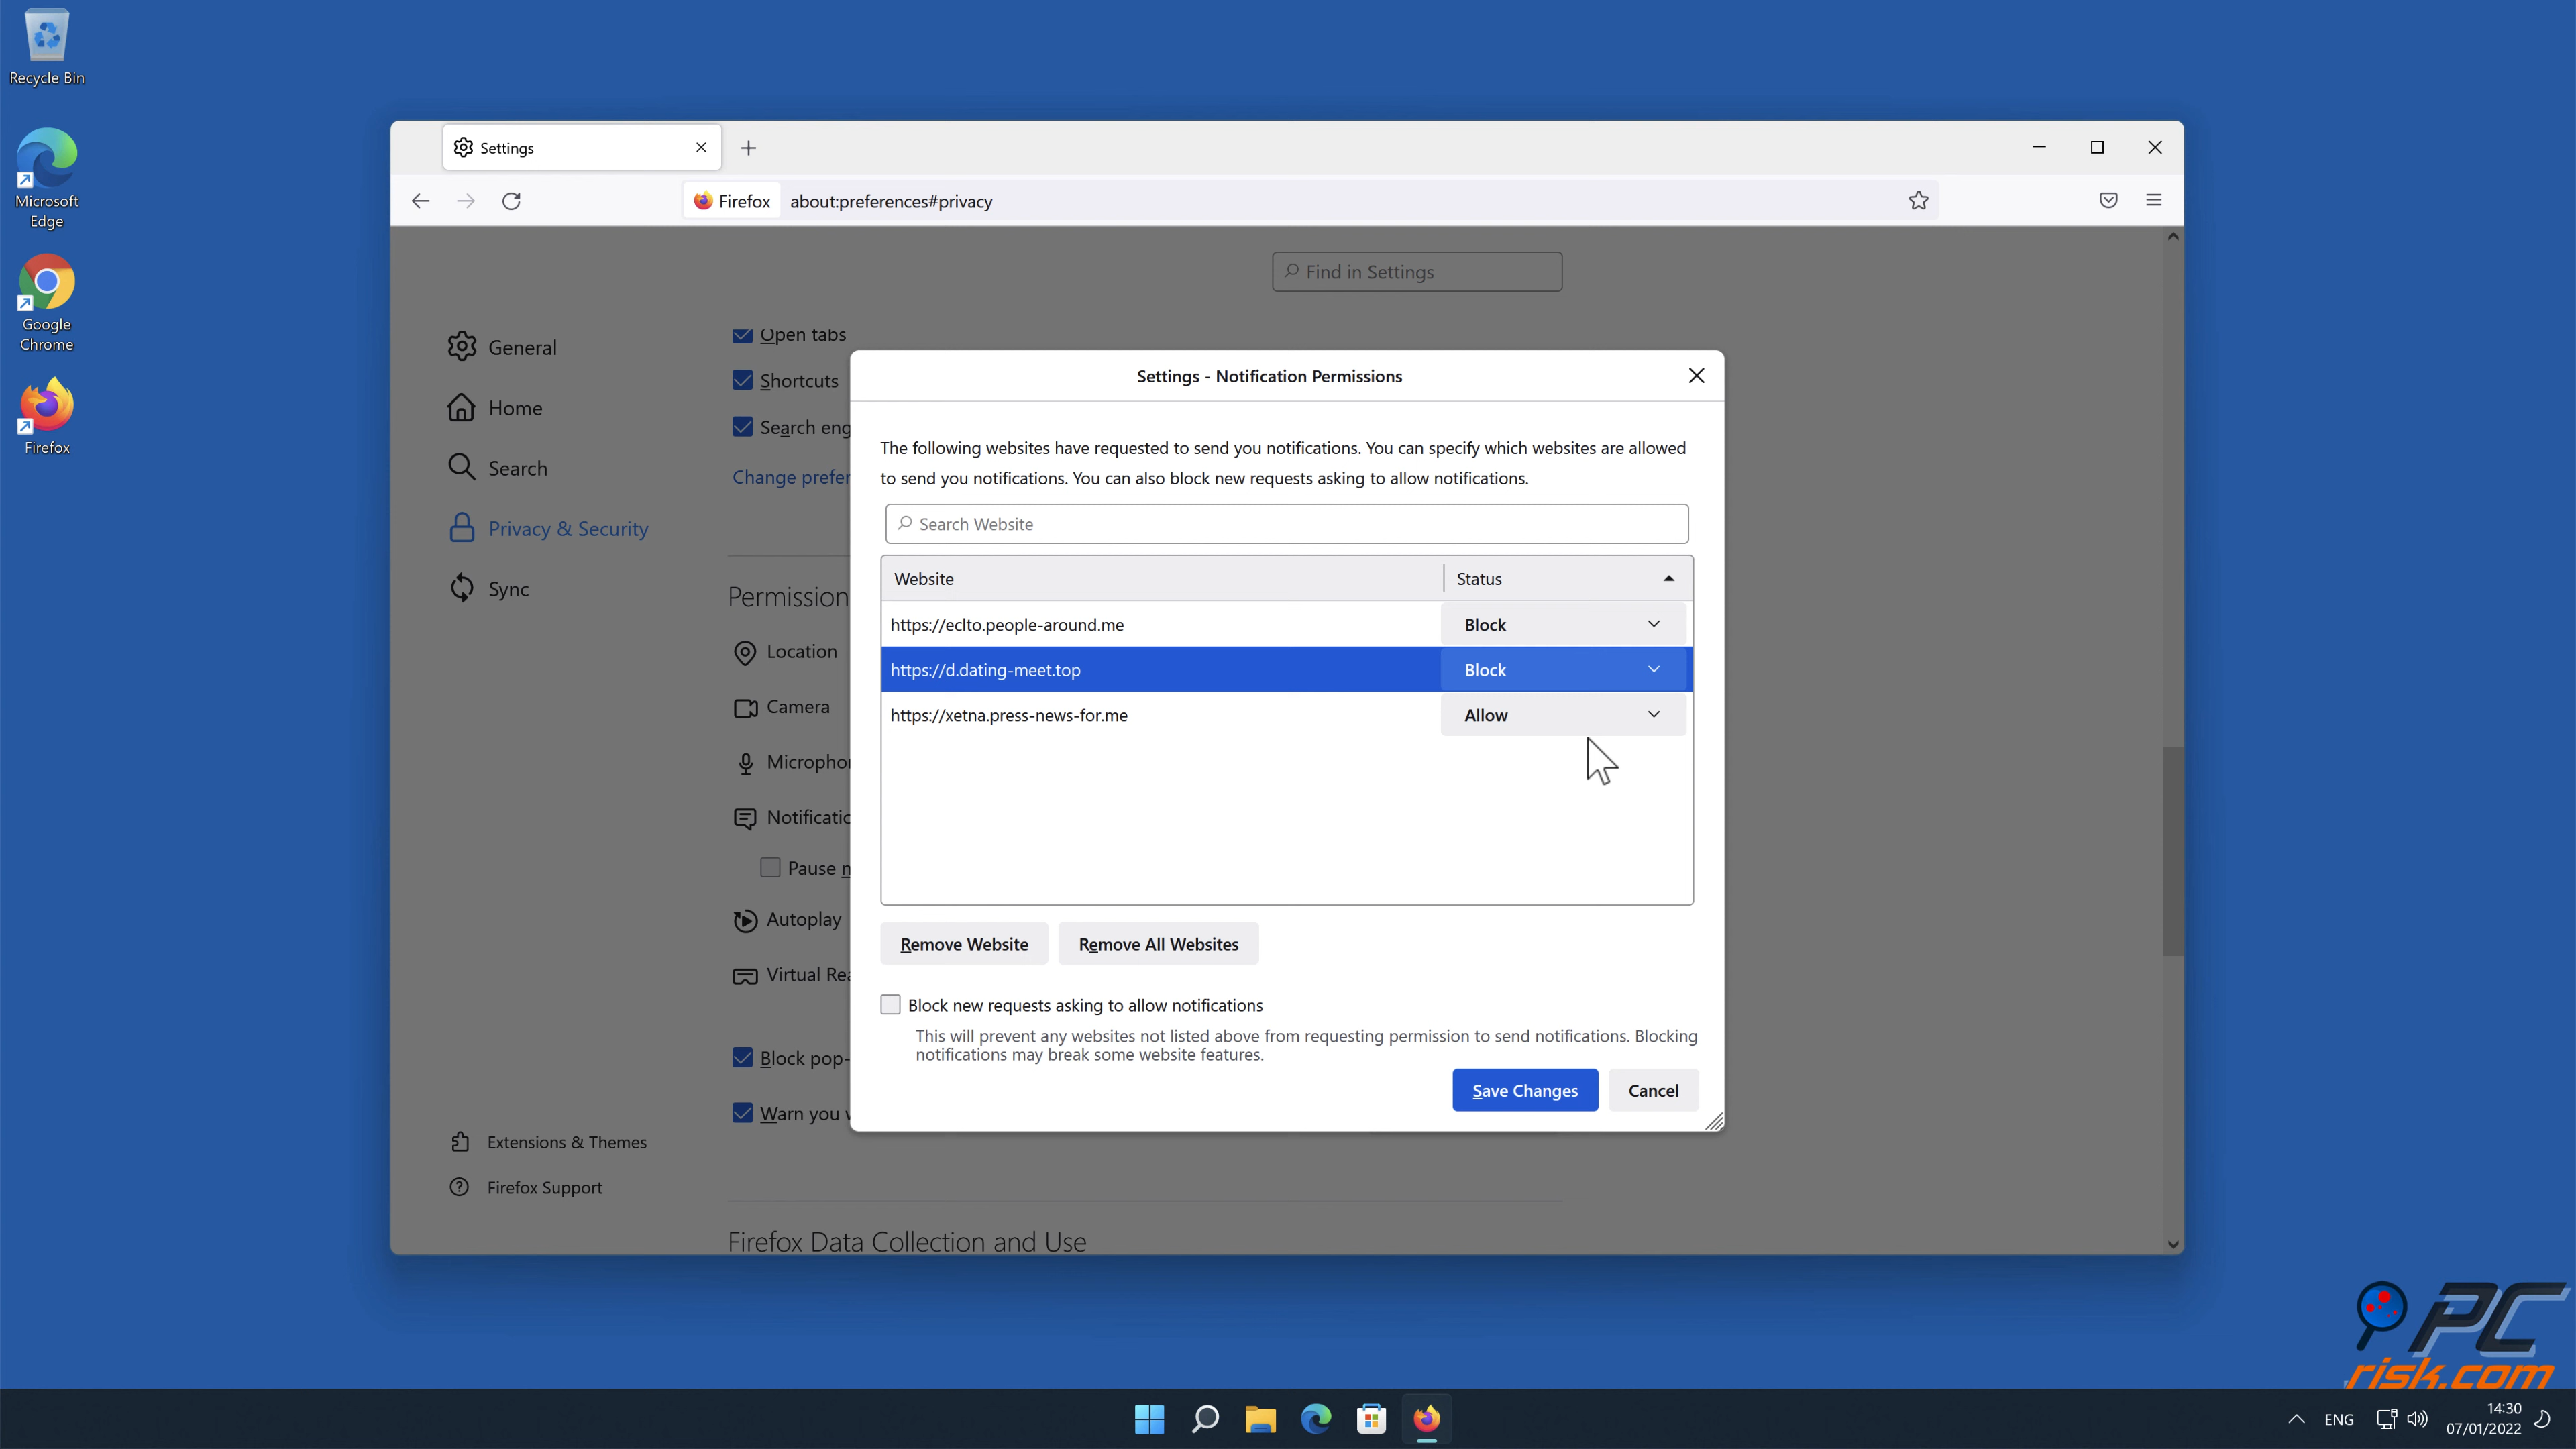 Recycle Bin
Microsoft
Edge
Google
Chrome
Firefox
Settings
Firefox about:preferences#privacy
Find in Settings
General
Home
Search
Privacy & Security
Sync
Extensions & Themes
Firefox Support
Open tabs
Shortcuts
Search eng
Change prefer
Permission
Location
Camera
Microphon
Notificatio
Pause n
Autoplay
Virtual Rea
Block pop-
Warn you w
Firefox Data Collection and Use
Settings - Notification Permissions
The following websites have requested to send you notifications. You can specify which websites are allowed
to send you notifications. You can also block new requests asking to allow notifications.
Search Website
Website Status
https://eclto.people-around.me Block
https://d.dating-meet.top Block
https://xetna.press-news-for.me Allow
Remove Website Remove All Websites
Block new requests asking to allow notifications
This will prevent any websites not listed above from requesting permission to send notifications. Blocking
notifications may break some website features.
Save Changes Cancel
PC
risk.com
ENG
14:30
07/01/2022